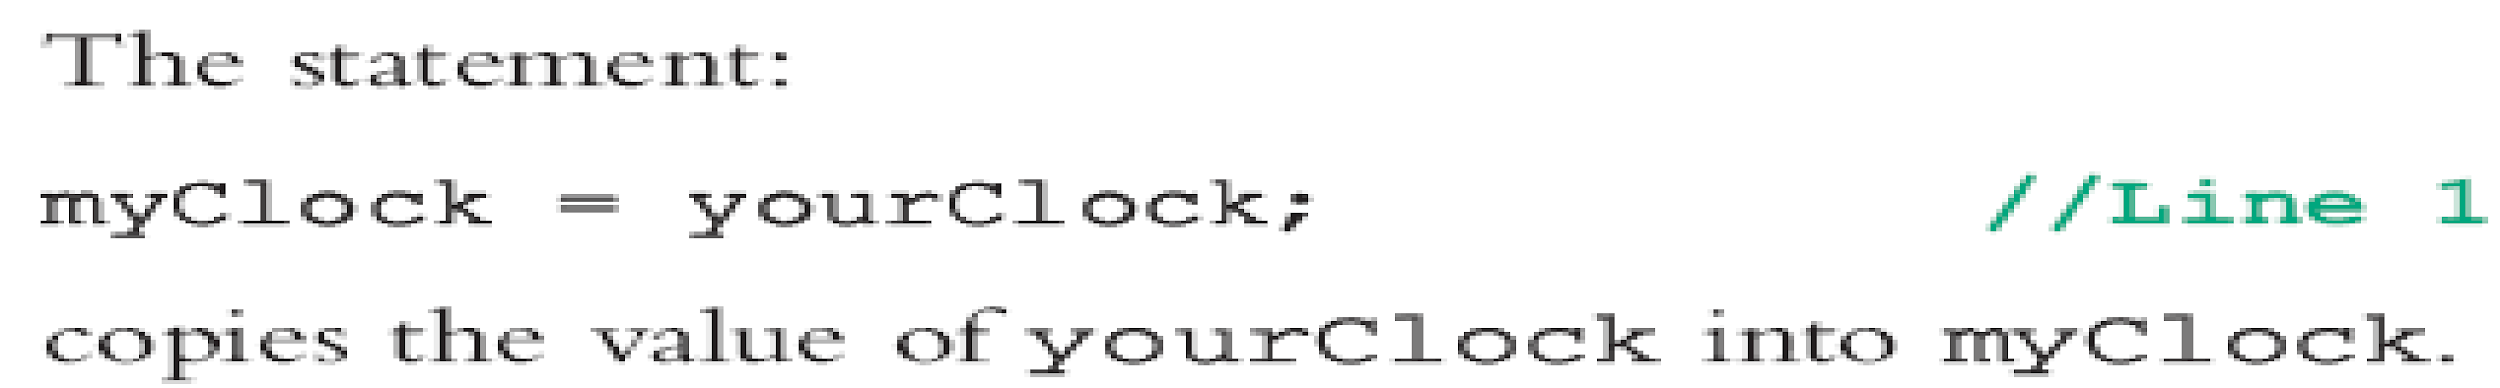 The statement:
myClock = yourClock; //Line 1
copies the value of yourClock into myClock.